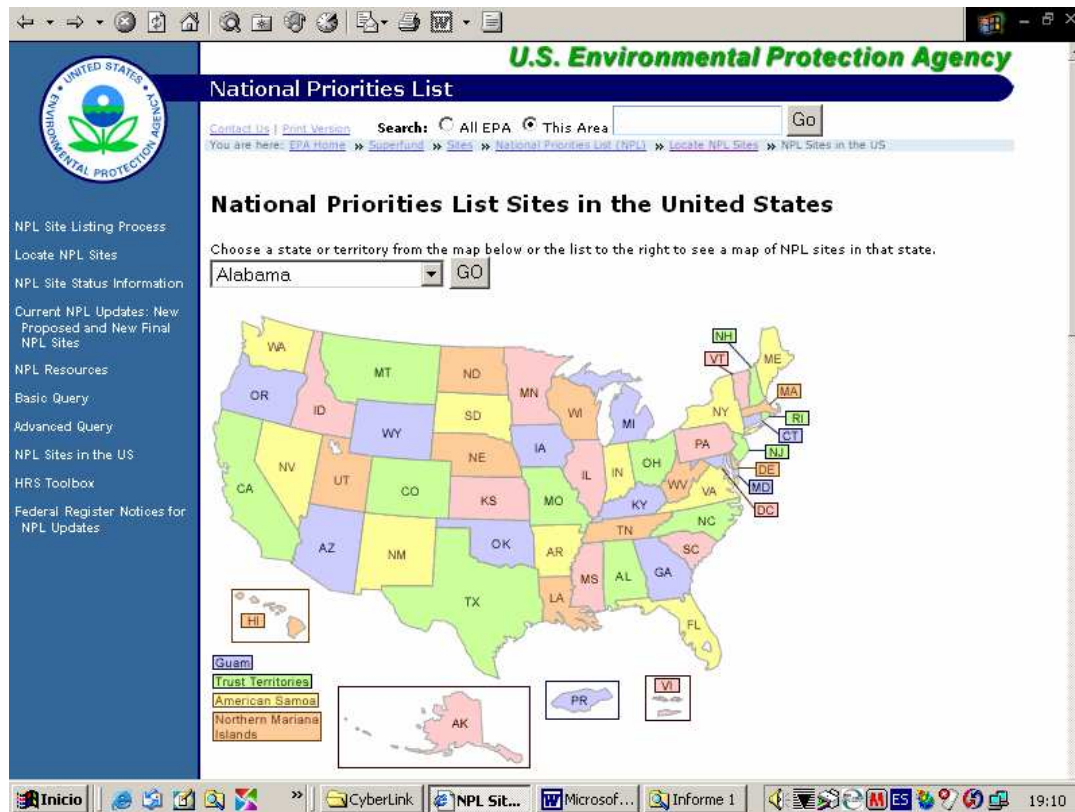 U.S. Environmental Protection Agency
UNITED STATES
ENVIRONMENTAL PROTECTION AGENCY
National Priorities List
Contact Us | Print Version Search: All EPA This Area Go
You are here: EPA Home » Superfund » Sites » National Priorities List (NPL) » Locate NPL Sites » NPL Sites in the US
NPL Site Listing Process
Locate NPL Sites
NPL Site Status Information
Current NPL Updates: New
Proposed and New Final
NPL Sites
NPL Resources
Basic Query
Advanced Query
NPL Sites in the US
HRS Toolbox
Federal Register Notices for
NPL Updates
National Priorities List Sites in the United States
Choose a state or territory from the map below or the list to the right to see a map of NPL sites in that state.
Alabama GO
WA
MT
ND
MN
OR
ID
WY
SD
WI
MI
NH
VT
ME
NY
MA
RI
CT
NJ
DE
MD
DC
PA
NV
UT
CO
NE
IA
IL
IN
OH
WV
VA
CA
KS
MO
KY
NC
TN
SC
AZ
NM
OK
AR
MS
AL
GA
TX
LA
FL
HI
Guam
Trust Territories
American Samoa
Northern Mariana
Islands
AK
PR
VI
Inicio » CyberLink NPL Sit... Microsof... Informe 1 ES 19:10